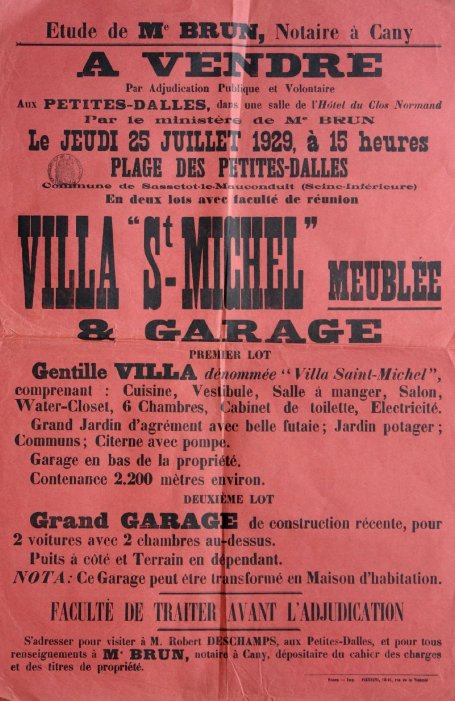 Etude de Me BRUN, Notaire à Cany
A VENDRE
Par Adjudication Publique et Volontaire
Aux PETITES-DALLES, dans une salle de l'Hôtel du Clos Normand
Par le ministère de Me BRUN
Le JEUDI 25 JUILLET 1929, à 15 heures
PLAGE DES PETITES-DALLES
Commune de Sassetot-le-Mauconduit (Seine-Inférieure)
En deux lots avec faculté de réunion
VILLA "St-MICHEL" MEUBLÉE
& GARAGE
PREMIER LOT
Gentille VILLA dénommée "Villa Saint-Michel",
comprenant : Cuisine, Vestibule, Salle à manger, Salon,
Water-Closet, 6 Chambres, Cabinet de toilette, Electricité.
Grand Jardin d'agrément avec belle futaie ; Jardin potager ;
Communs ; Citerne avec pompe.
Garage en bas de la propriété.
Contenance 2.200 mètres environ.
DEUXIÈME LOT
Grand GARAGE de construction récente, pour
2 voitures avec 2 chambres au-dessus.
Puits à côté et Terrain en dépendant.
NOTA : Ce Garage peut être transformé en Maison d'habitation.
FACULTÉ DE TRAITER AVANT L'ADJUDICATION
S'adresser pour visiter à M. Robert DESCHAMPS, aux Petites-Dalles, et pour tous
renseignements à Me BRUN, notaire à Cany, dépositaire du cahier des charges
et des titres de propriété.